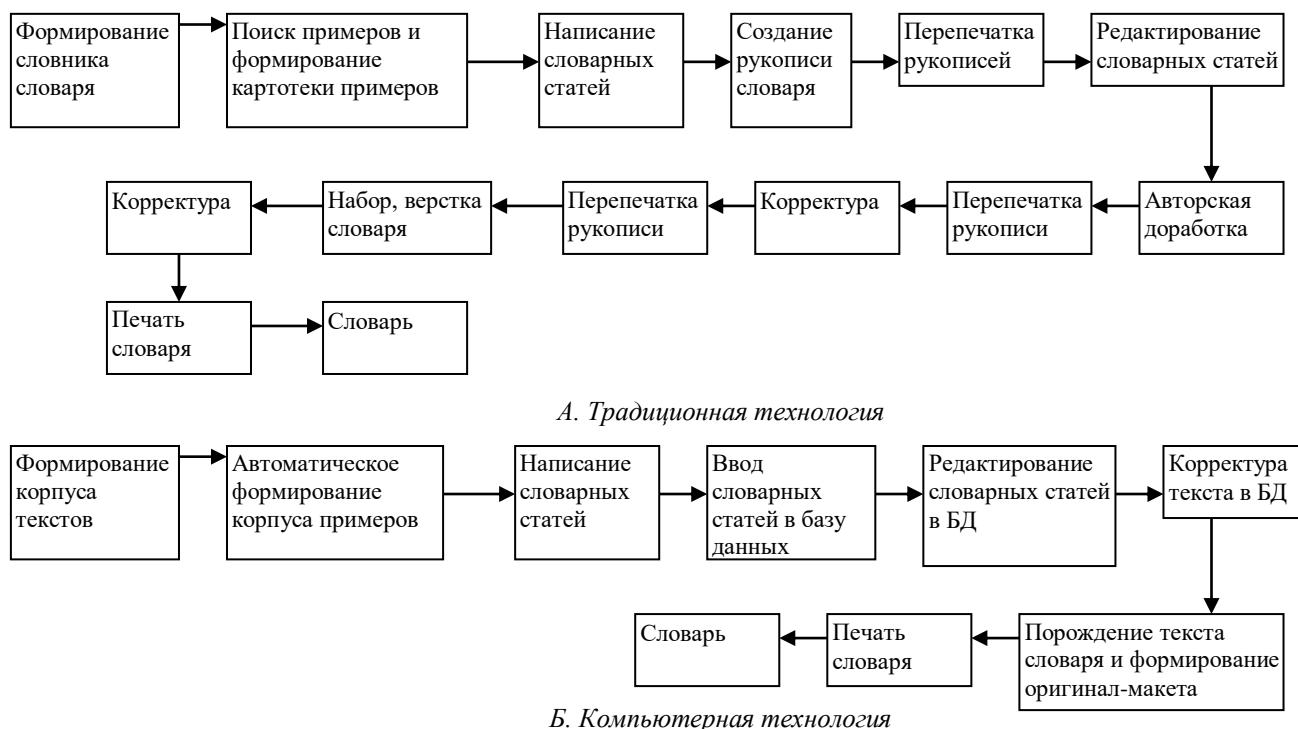 Формирование
словника
словаря
Поиск примеров и
формирование
картотеки примеров
Написание
словарных
статей
Создание
рукописи
словаря
Перепечатка
рукописей
Редактирование
словарных статей
Авторская
доработка
Перепечатка
рукописи
Корректура
Перепечатка
рукописи
Набор, верстка
словаря
Корректура
Печать
словаря
Словарь
А. Традиционная технология
Формирование
корпуса
текстов
Автоматическое
формирование
корпуса примеров
Написание
словарных
статей
Ввод
словарных
статей в базу
данных
Редактирование
словарных статей
в БД
Корректура
текста в БД
Порождение текста
словаря и формирование
оригинал-макета
Печать
словаря
Словарь
Б. Компьютерная технология